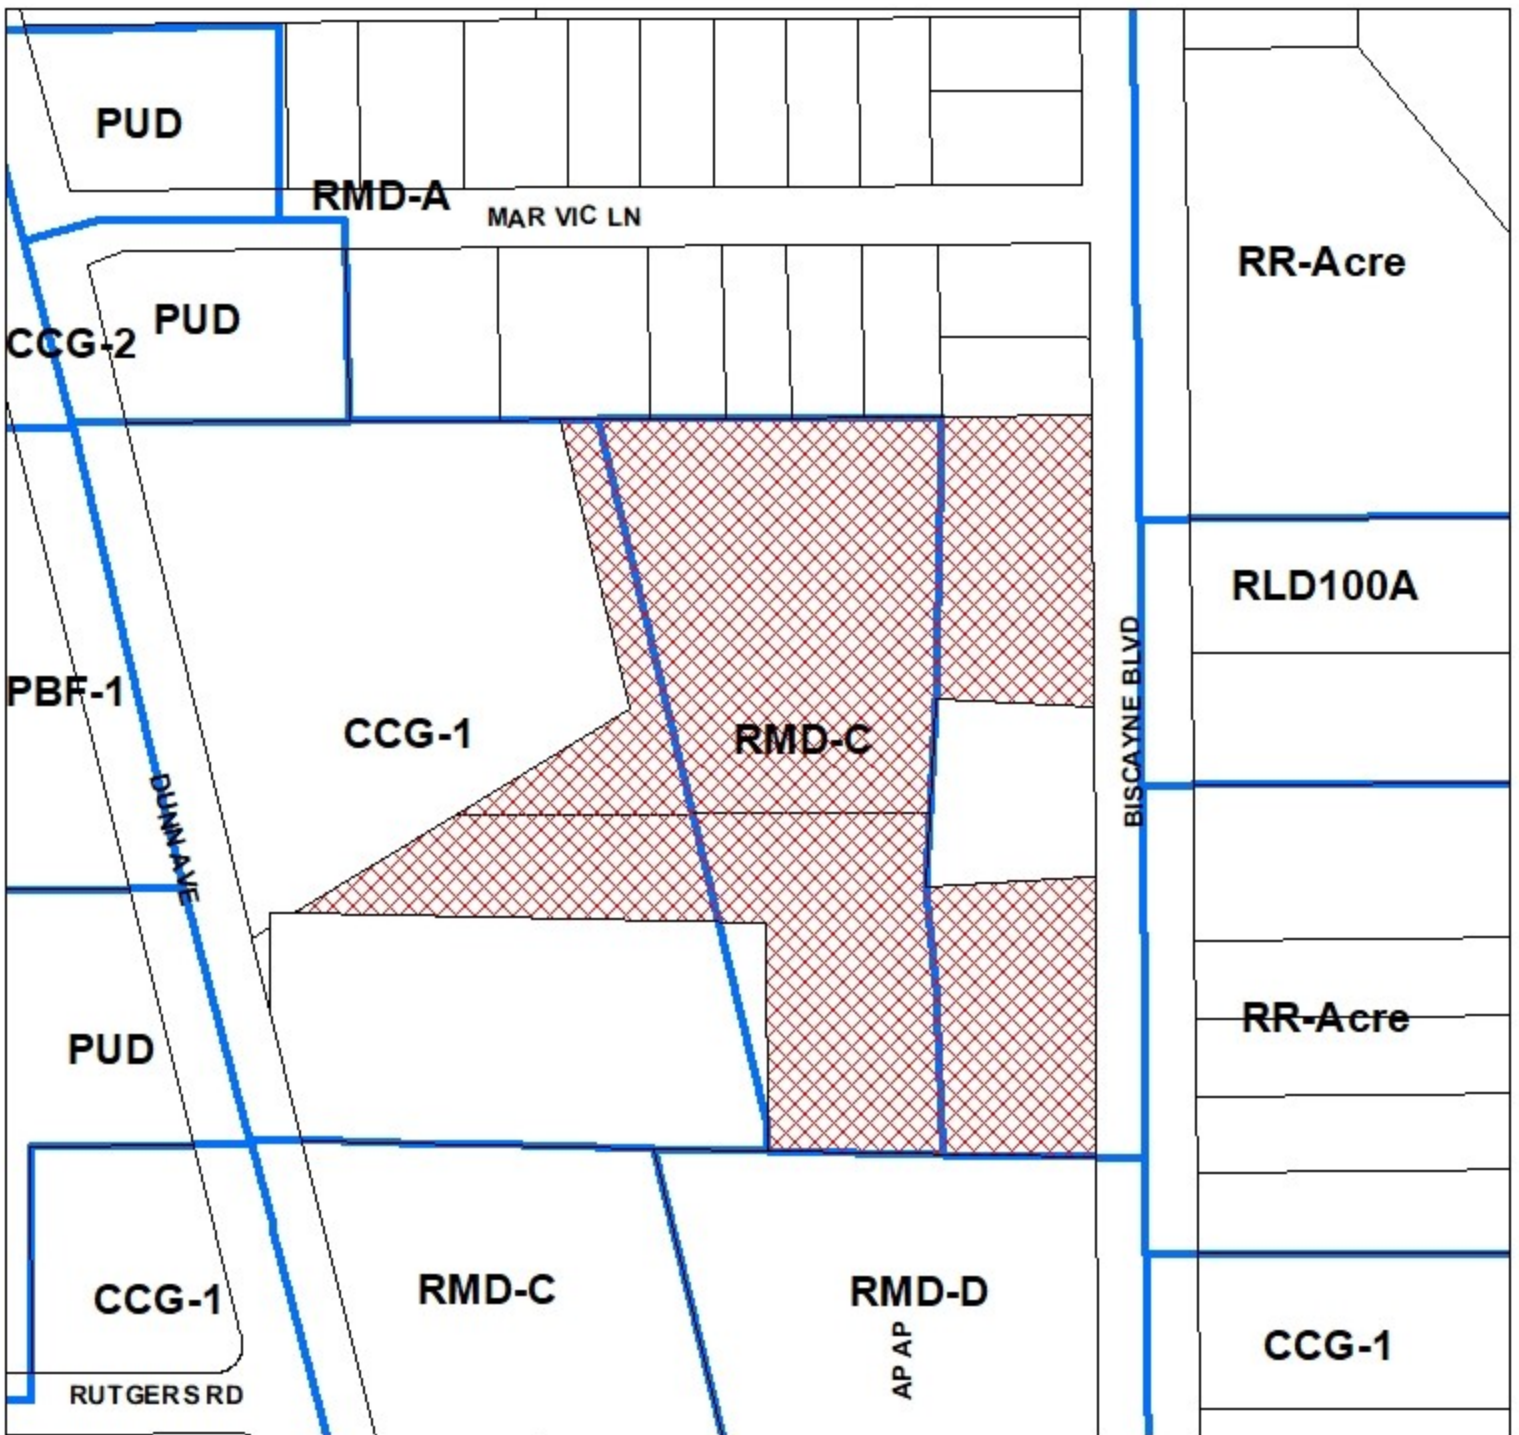 PUD
RMD-A
MAR VIC LN
RR-Acre
PUD
CCG-2
RLD100A
PBF-1
CCG-1
RMD-C
BISCAYNE BLVD
DUNN AVE
RR-Acre
PUD
RMD-C
RMD-D
CCG-1
CCG-1
AP AP
RUTGERS RD